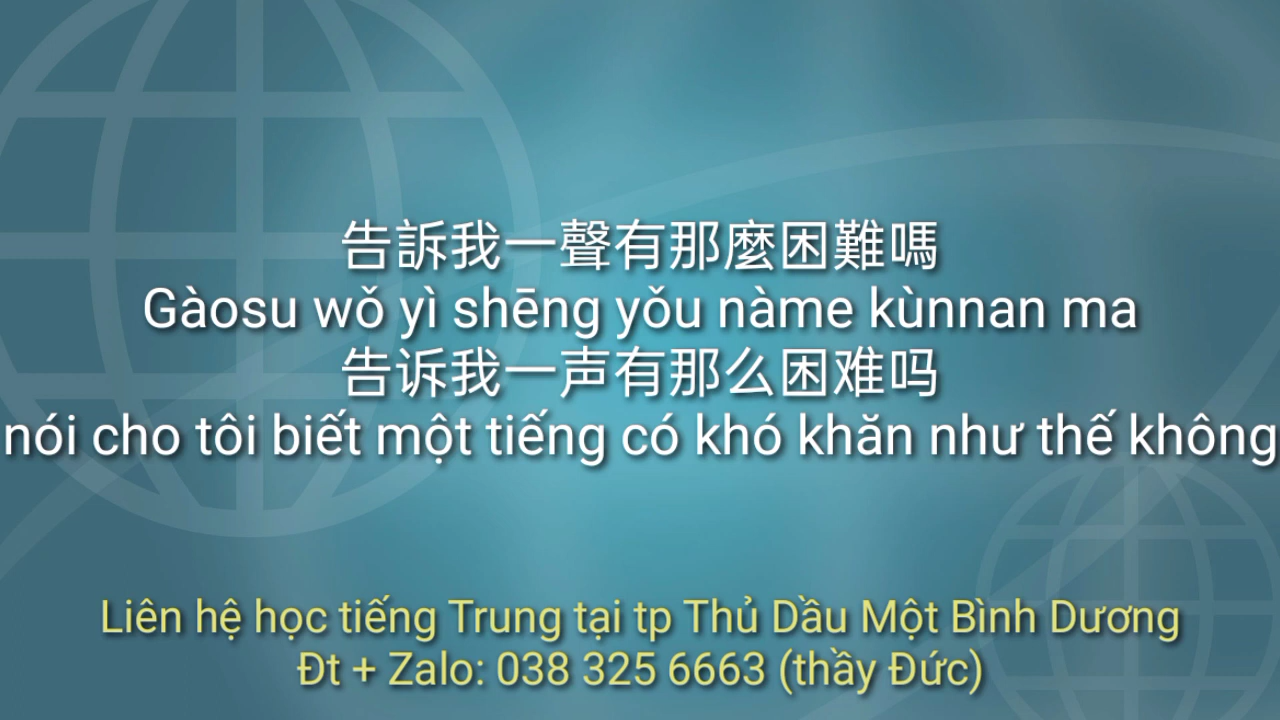 告訴我一聲有那麼困難嗎
Gàosu wǒ yì shēng yǒu nàme kùnnan ma
告诉我一声有那么困难吗
nói cho tôi biết một tiếng có khó khăn như thế không
Liên hệ học tiếng Trung tại tp Thủ Dầu Một Bình Dương
Đt + Zalo: 038 325 6663 (thầy Đức)